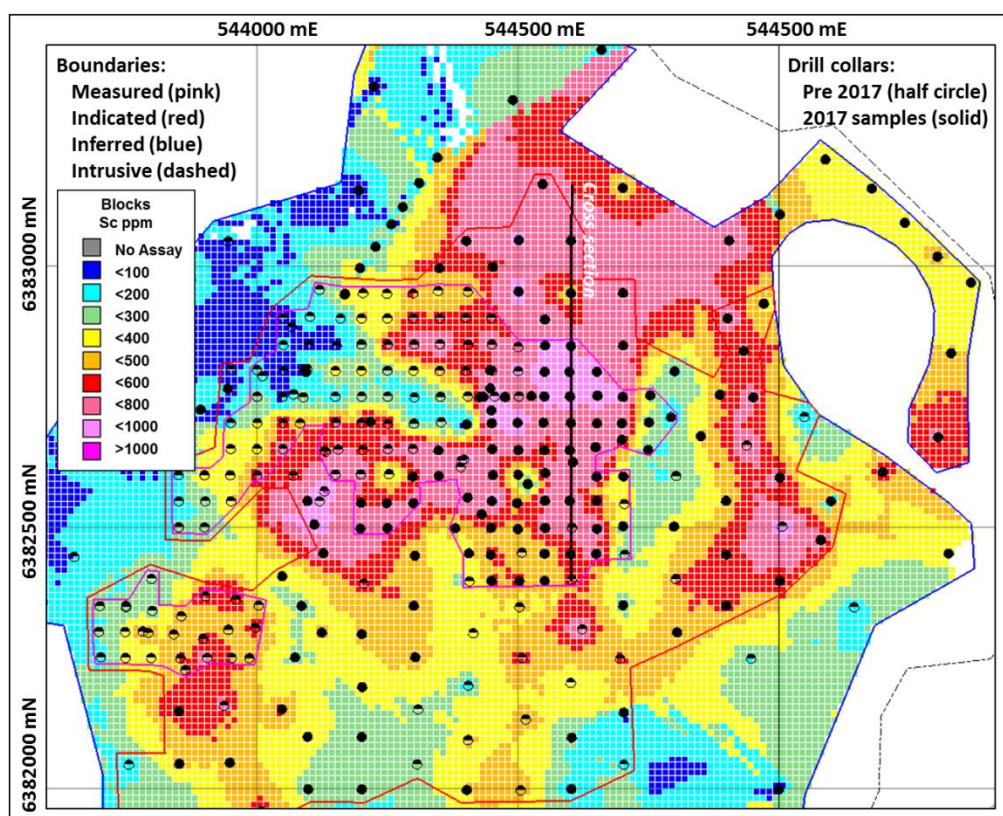 544000 mE
544500 mE
544500 mE
Boundaries:
Measured (pink)
Indicated (red)
Inferred (blue)
Intrusive (dashed)
Drill collars:
Pre 2017 (half circle)
2017 samples (solid)
Blocks
Sc ppm
No Assay
<100
<200
<300
<400
<500
<600
<800
<1000
>1000
Cross section
6383000 mN
6382500 mN
6382000 mN